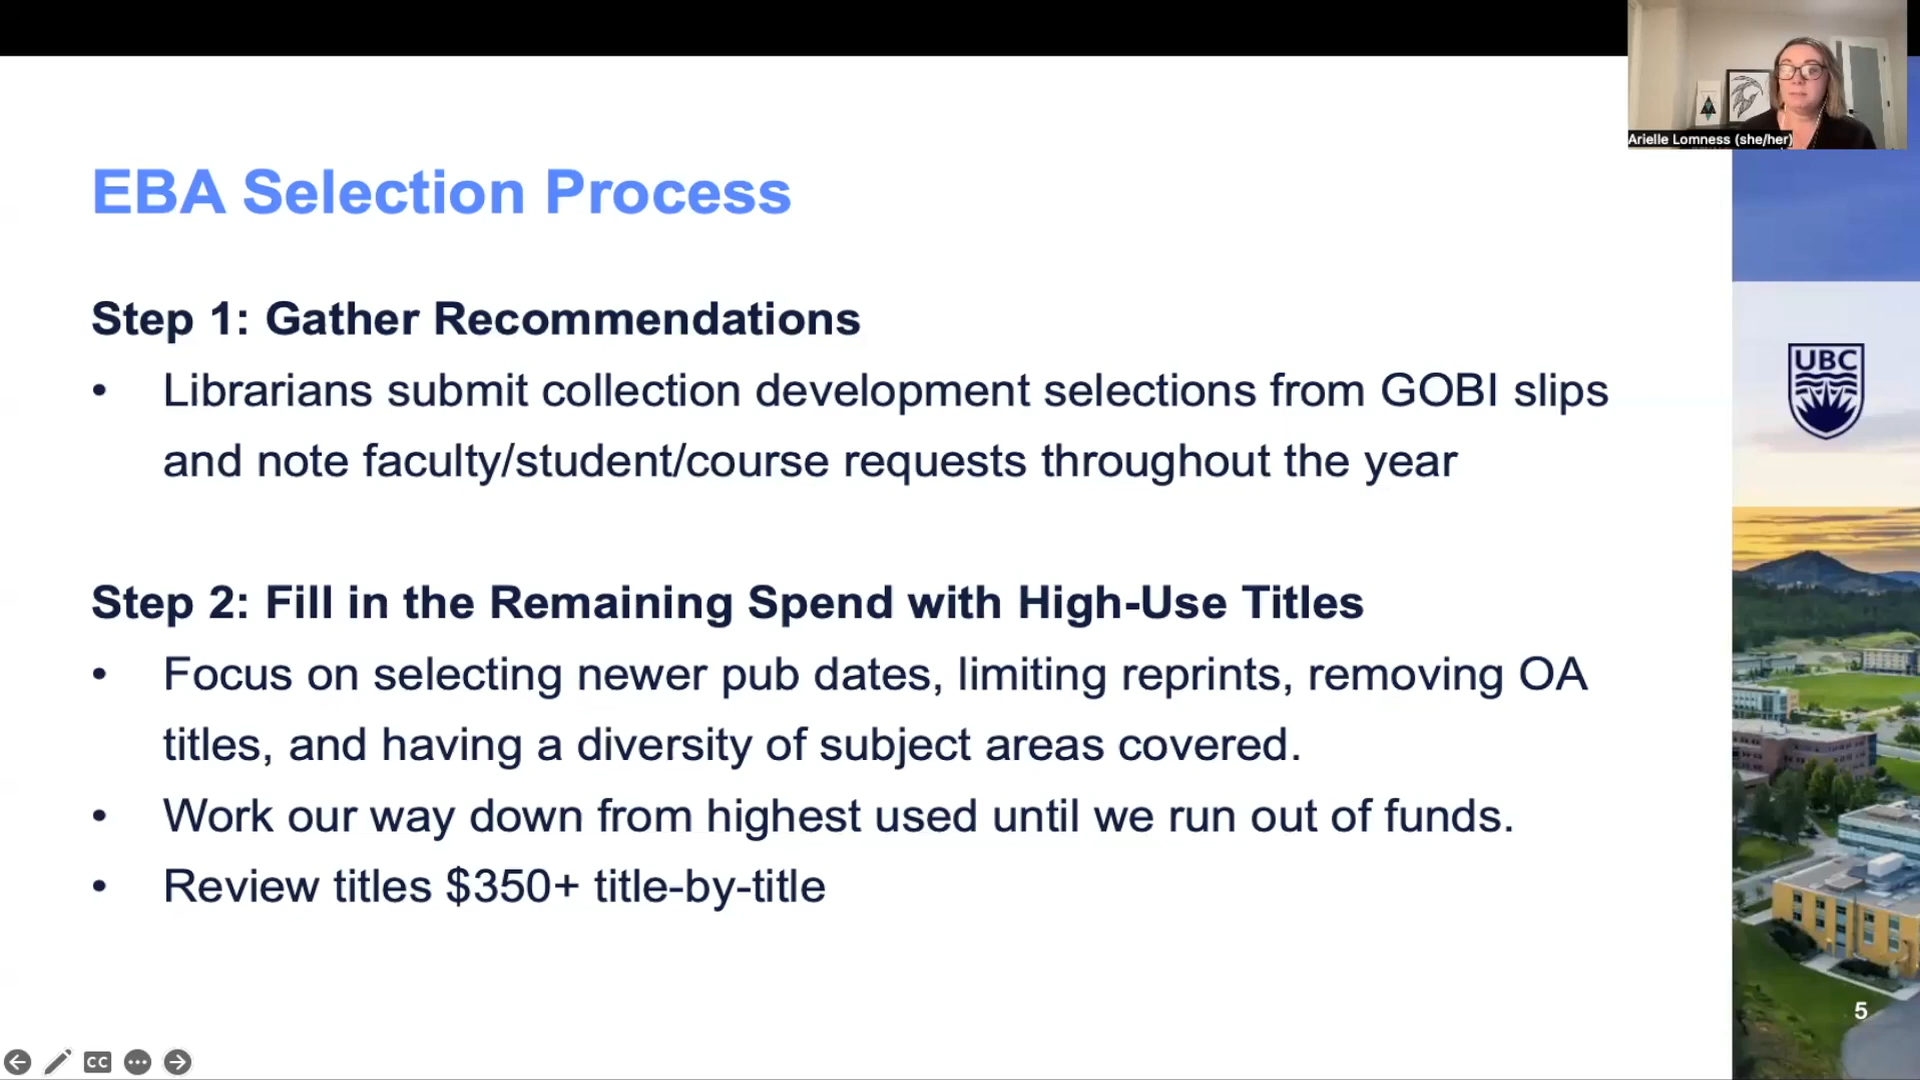 Arielle Lomness (she/her)
EBA Selection Process
Step 1: Gather Recommendations
• Librarians submit collection development selections from GOBI slips
and note faculty/student/course requests throughout the year
Step 2: Fill in the Remaining Spend with High-Use Titles
• Focus on selecting newer pub dates, limiting reprints, removing OA
titles, and having a diversity of subject areas covered.
• Work our way down from highest used until we run out of funds.
• Review titles $350+ title-by-title
UBC
5
CC